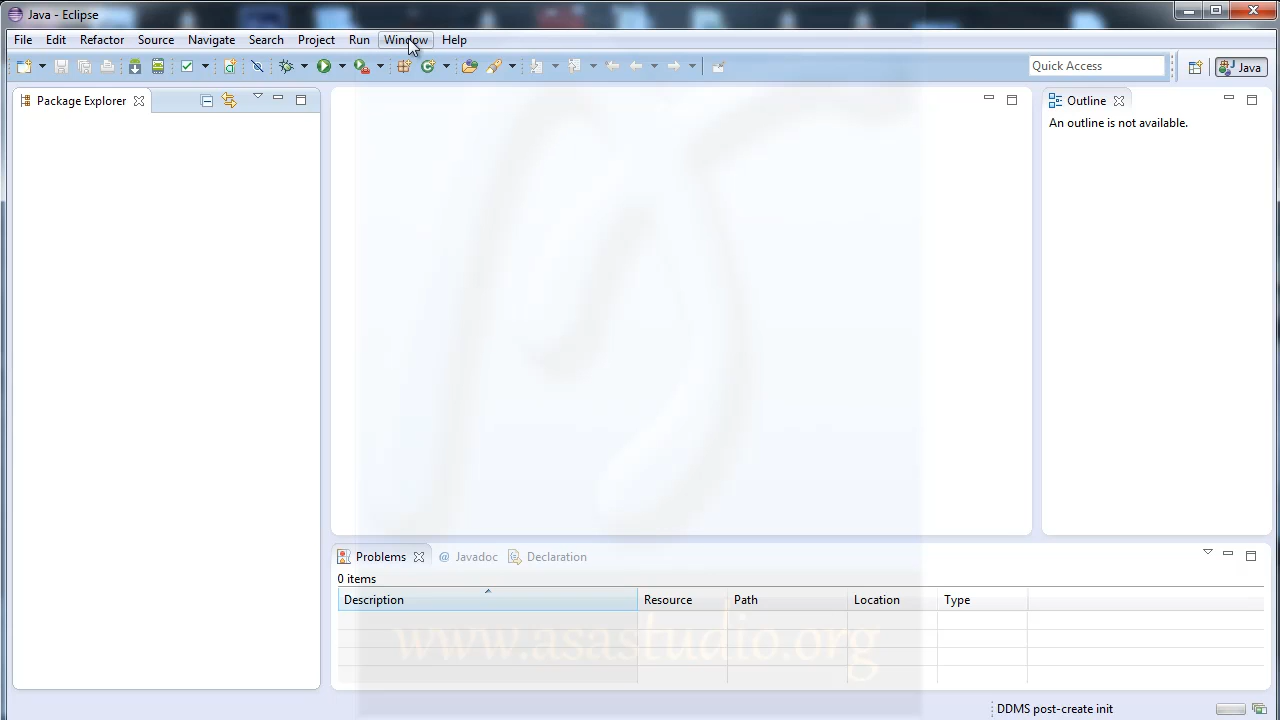 Java - Eclipse
File Edit Refactor Source Navigate Search Project Run Window Help
Quick Access
Java
Package Explorer
Outline
An outline is not available.
Problems @ Javadoc Declaration
0 items
Description Resource Path Location Type
www.asastudio.org
DDMS post-create init